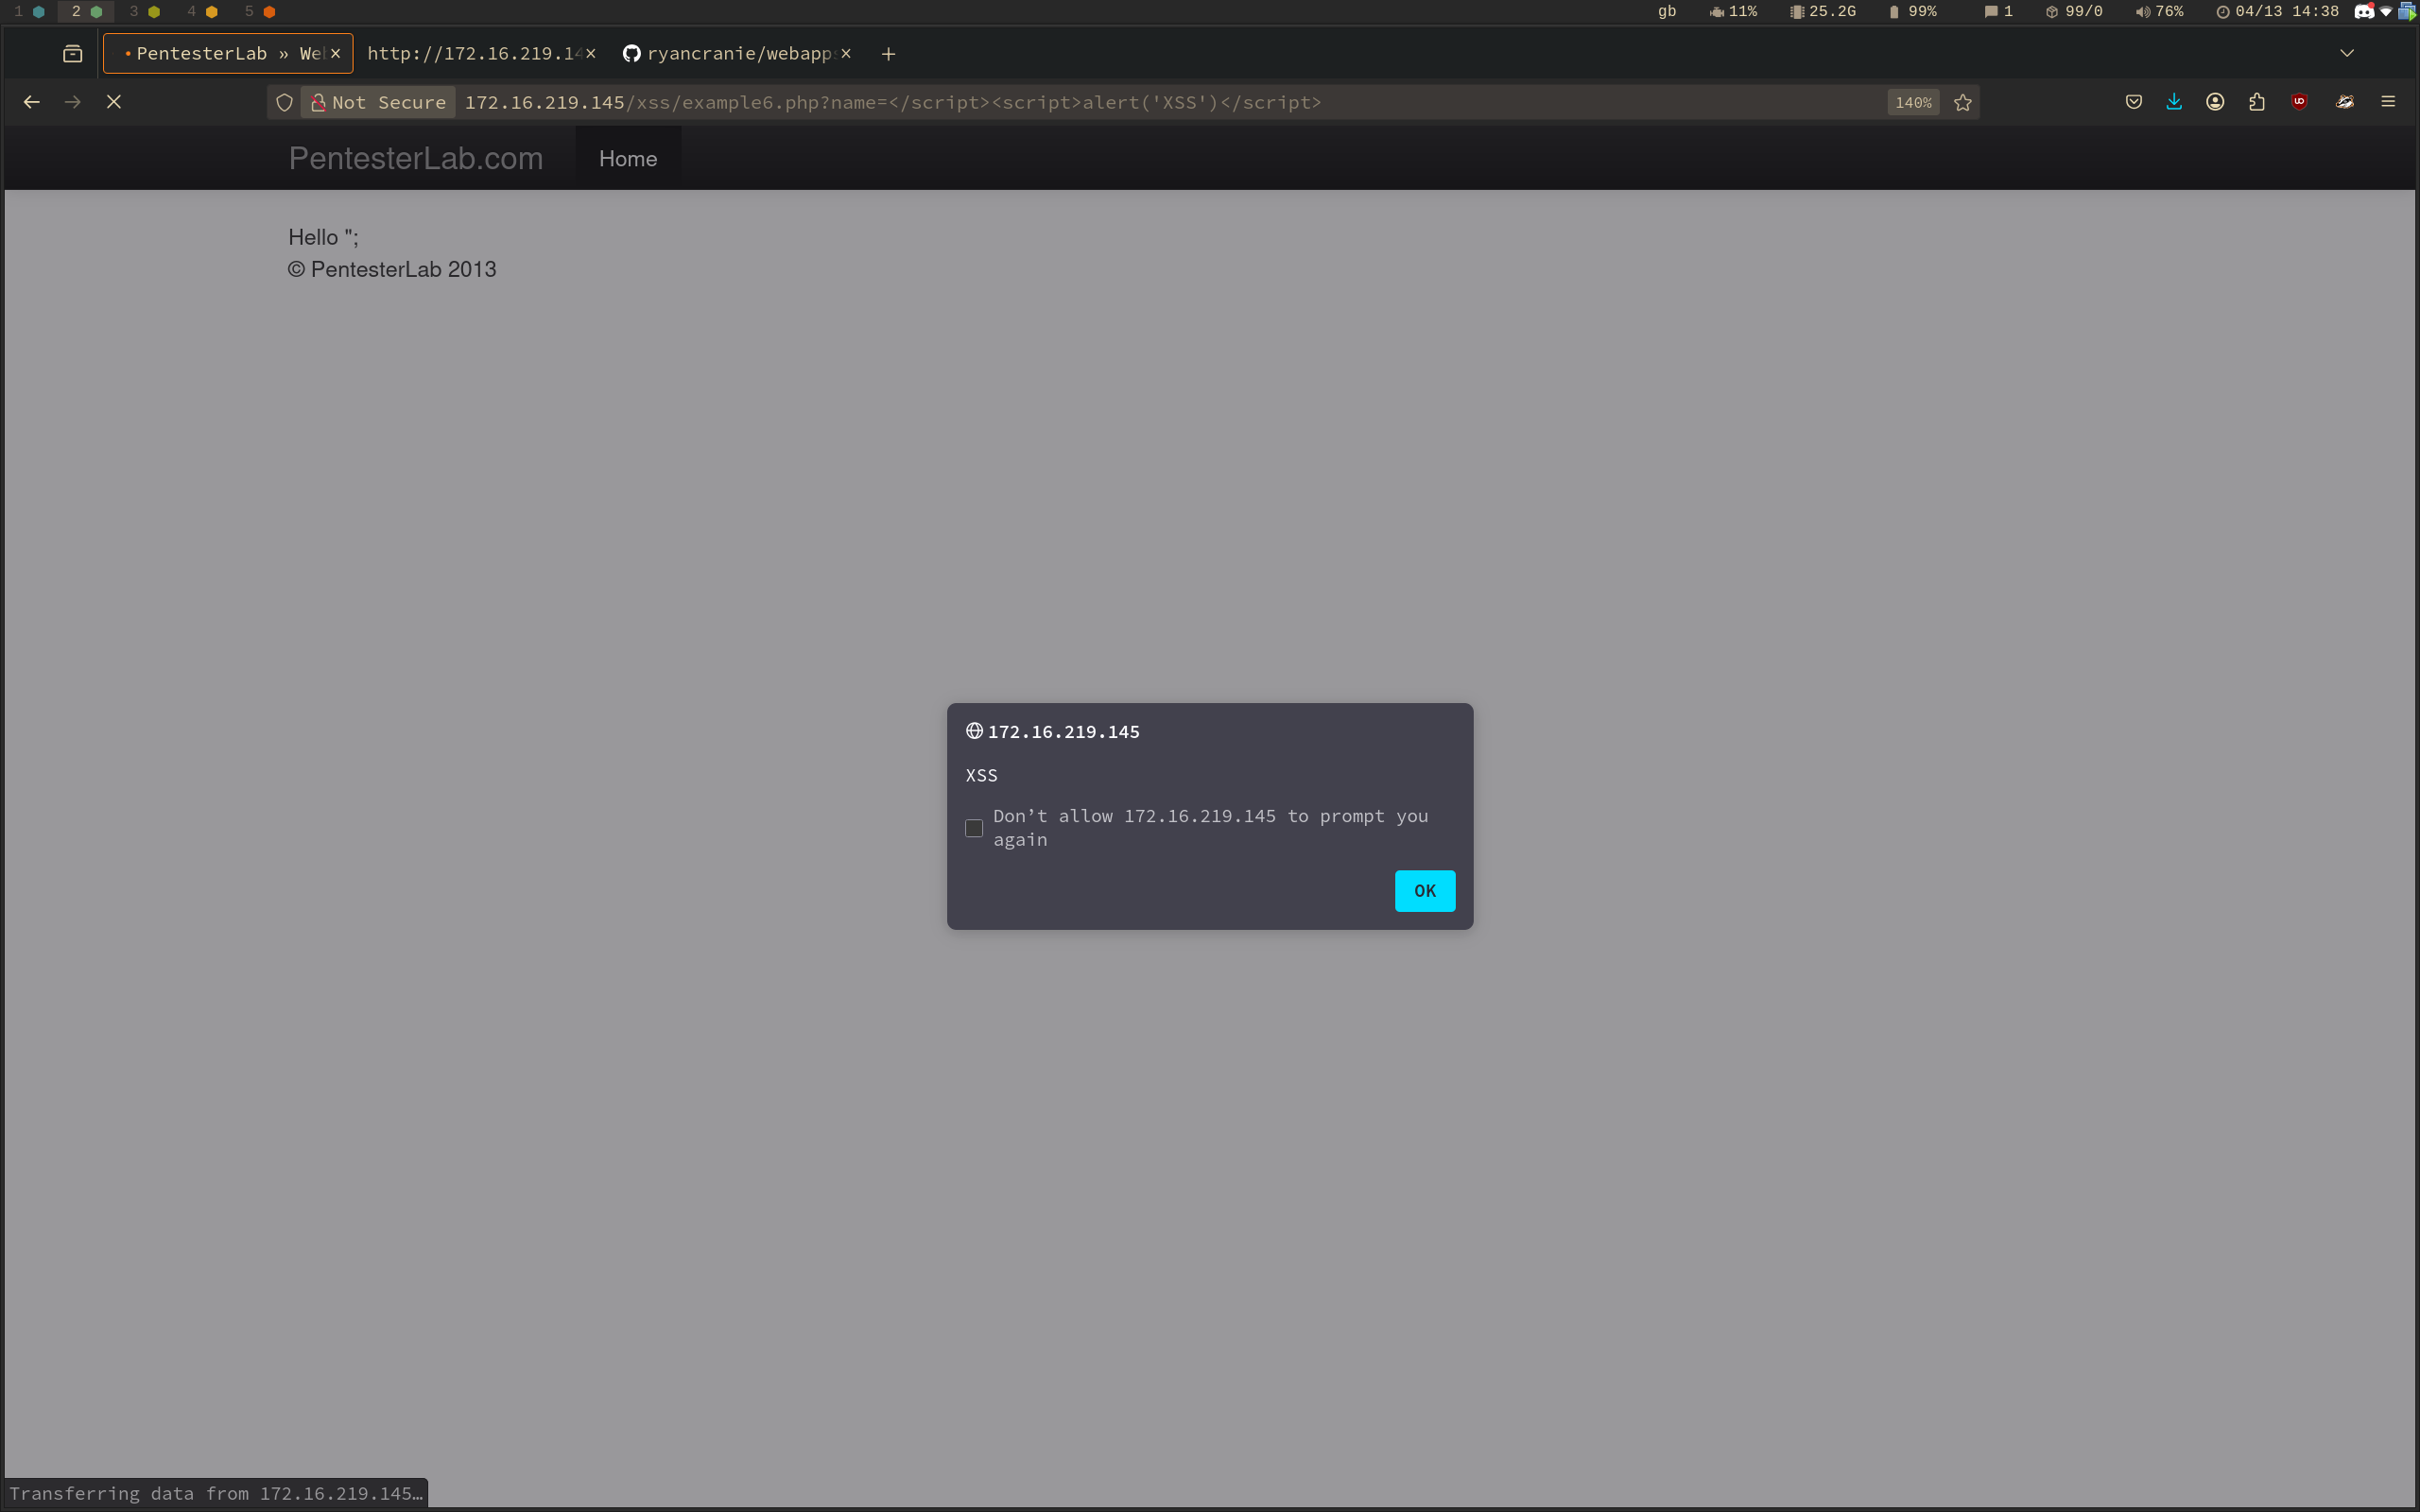 1 2 3 4 5 gb 11% 25.2G 99% 1 99/0 76% 04/13 14:38
PentesterLab » We http://172.16.219.14 ryancranie/webapp
Not Secure 172.16.219.145/xss/example6.php?name=</script><script>alert('XSS')</script> 140%
PentesterLab.com Home
Hello ";
© PentesterLab 2013
172.16.219.145
XSS
Don’t allow 172.16.219.145 to prompt you
again
OK
Transferring data from 172.16.219.145…